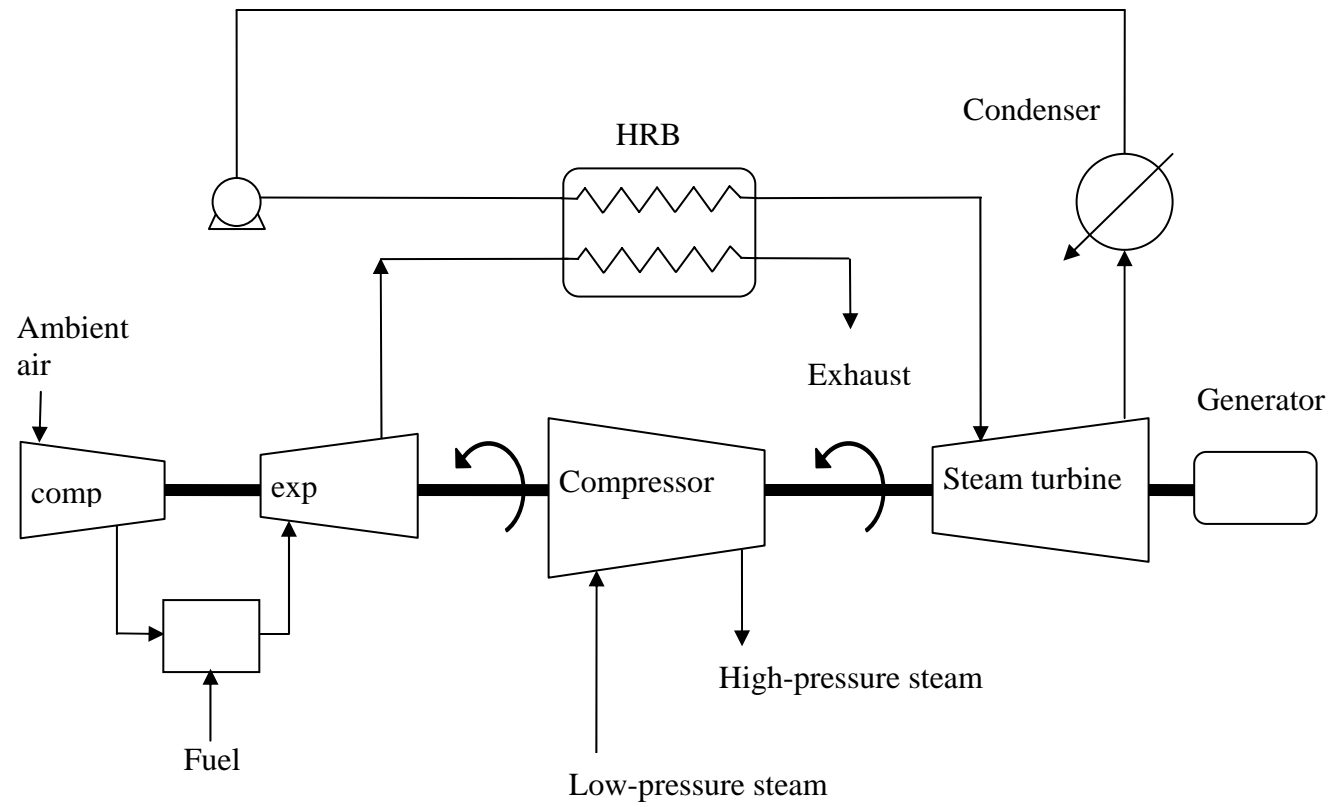 Condenser
HRB
Ambient
air
Exhaust
Generator
comp
exp
Compressor
Steam turbine
High-pressure steam
Fuel
Low-pressure steam